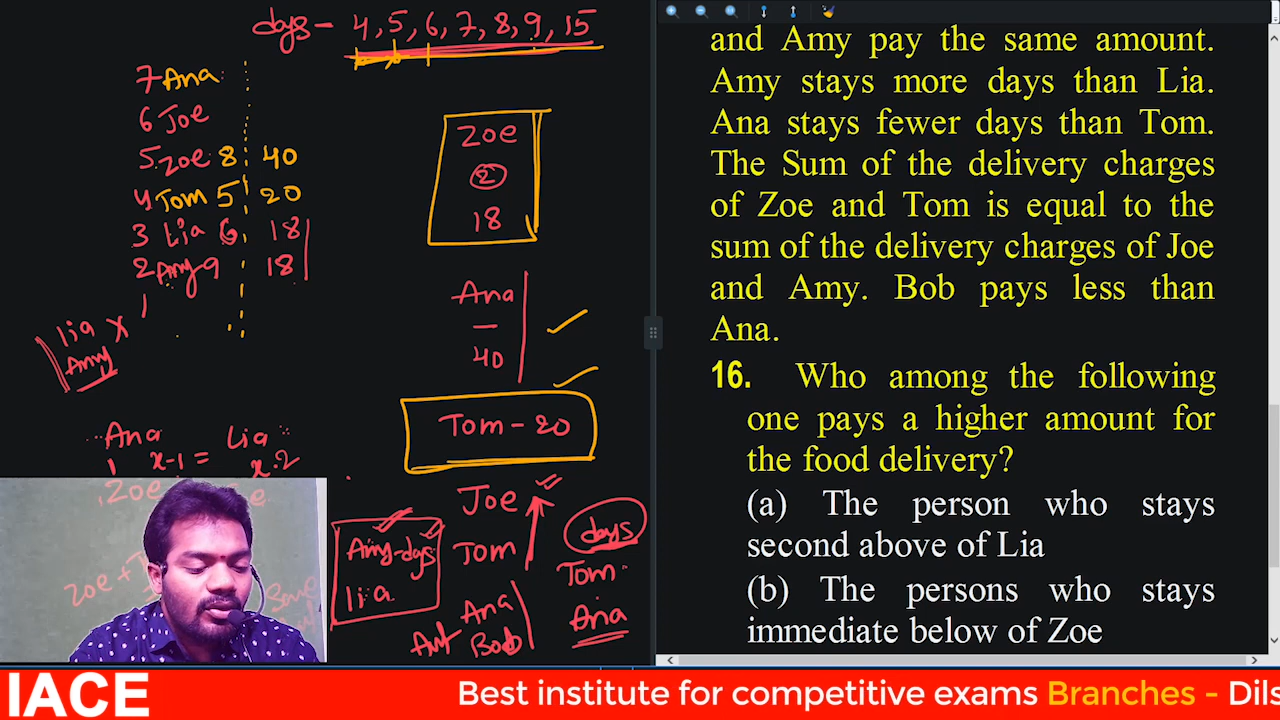 days - 4, 5, 6, 7, 8, 9, 15
7 Ana
6 Joe
5 Zoe 8 40
4 Tom 5 20
3 Lia 6 18
2 Amy 9 18
1
Lia x
Amy
Zoe
2
18
Ana
40
Tom - 20
Ana Lia
1 x-1 = x.2
Zoe
Zoe + T
Joe
Amy-days
Lia
Tom
Ana
Bob
days
Tom
Ana
and Amy pay the same amount.
Amy stays more days than Lia.
Ana stays fewer days than Tom.
The Sum of the delivery charges
of Zoe and Tom is equal to the
sum of the delivery charges of Joe
and Amy. Bob pays less than
Ana.
16. Who among the following
one pays a higher amount for
the food delivery?
(a) The person who stays
second above of Lia
(b) The persons who stays
immediate below of Zoe
IACE
Best institute for competitive exams Branches - Dils